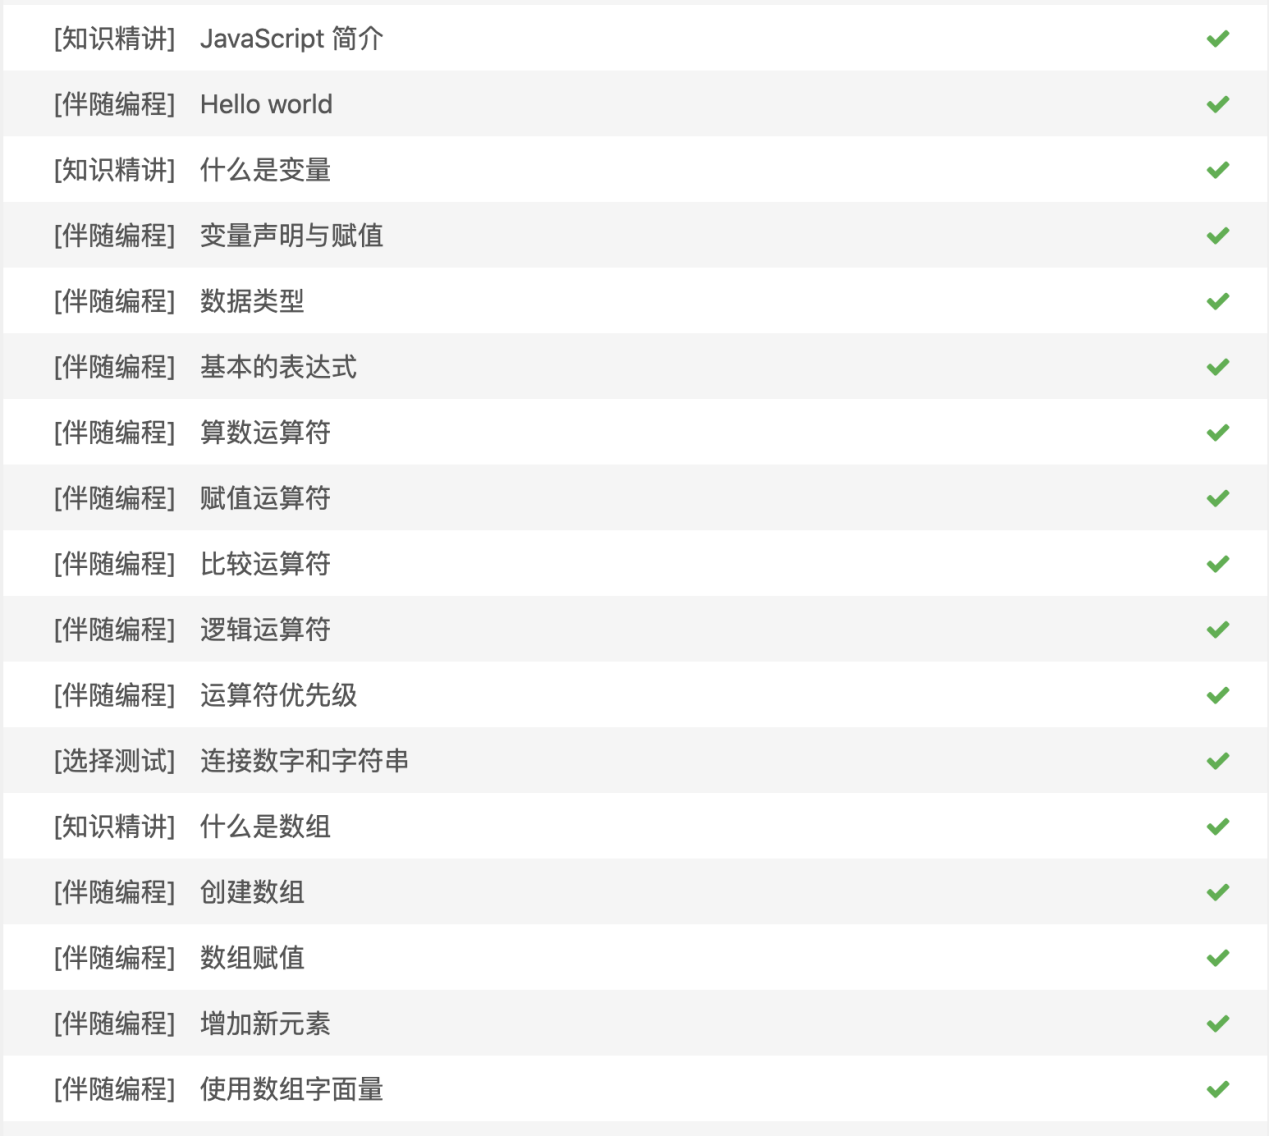 [知识精讲] JavaScript 简介
[伴随编程] Hello world
[知识精讲] 什么是变量
[伴随编程] 变量声明与赋值
[伴随编程] 数据类型
[伴随编程] 基本的表达式
[伴随编程] 算数运算符
[伴随编程] 赋值运算符
[伴随编程] 比较运算符
[伴随编程] 逻辑运算符
[伴随编程] 运算符优先级
[选择测试] 连接数字和字符串
[知识精讲] 什么是数组
[伴随编程] 创建数组
[伴随编程] 数组赋值
[伴随编程] 增加新元素
[伴随编程] 使用数组字面量